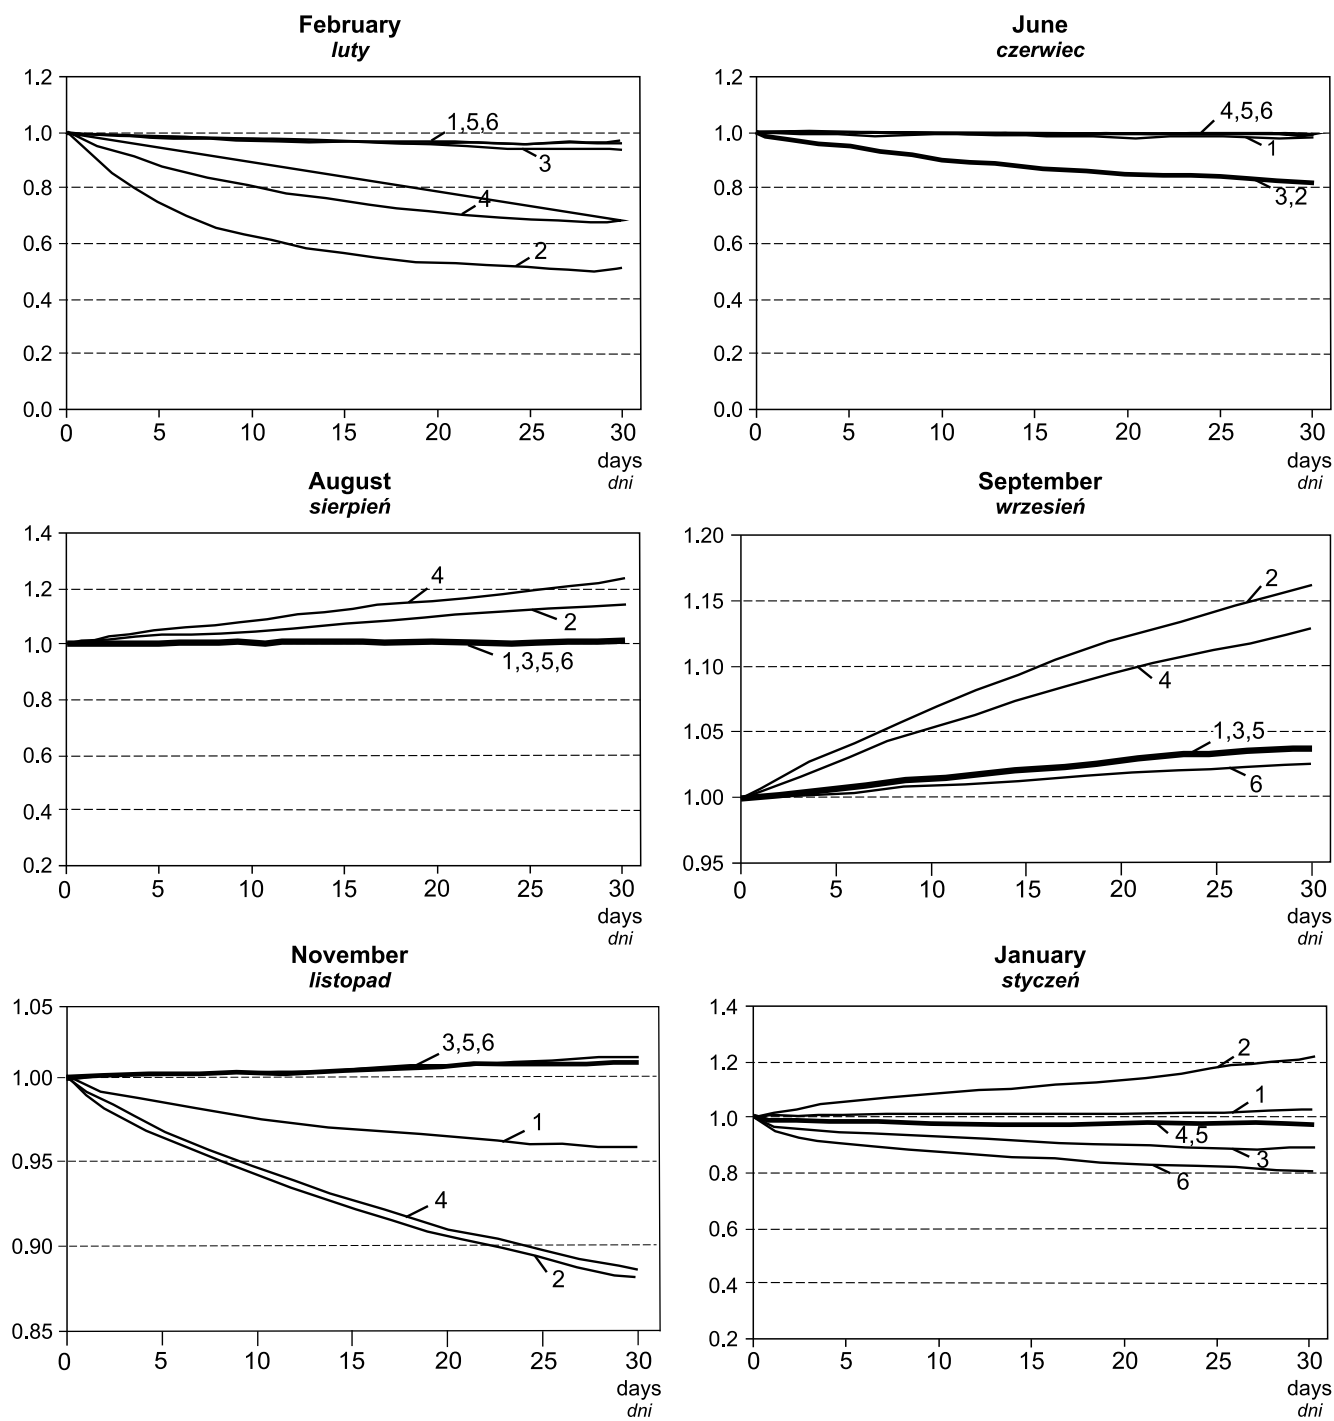 February
luty
1.2
1.0
0.8
0.6
0.4
0.2
0.0
1,5,6
3
4
2
0 5 10 15 20 25 30
days
dni
June
czerwiec
1.2
1.0
0.8
0.6
0.4
0.2
0.0
4,5,6
1
3,2
0 5 10 15 20 25 30
days
dni
August
sierpień
1.4
1.2
1.0
0.8
0.6
0.4
0.2
4
2
1,3,5,6
0 5 10 15 20 25 30
days
dni
September
wrzesień
1.20
1.15
1.10
1.05
1.00
0.95
2
4
1,3,5
6
0 5 10 15 20 25 30
days
dni
November
listopad
1.05
1.00
0.95
0.90
0.85
3,5,6
1
4
2
0 5 10 15 20 25 30
days
dni
January
styczeń
1.4
1.2
1.0
0.8
0.6
0.4
0.2
2
1
4,5
3
6
0 5 10 15 20 25 30
days
dni